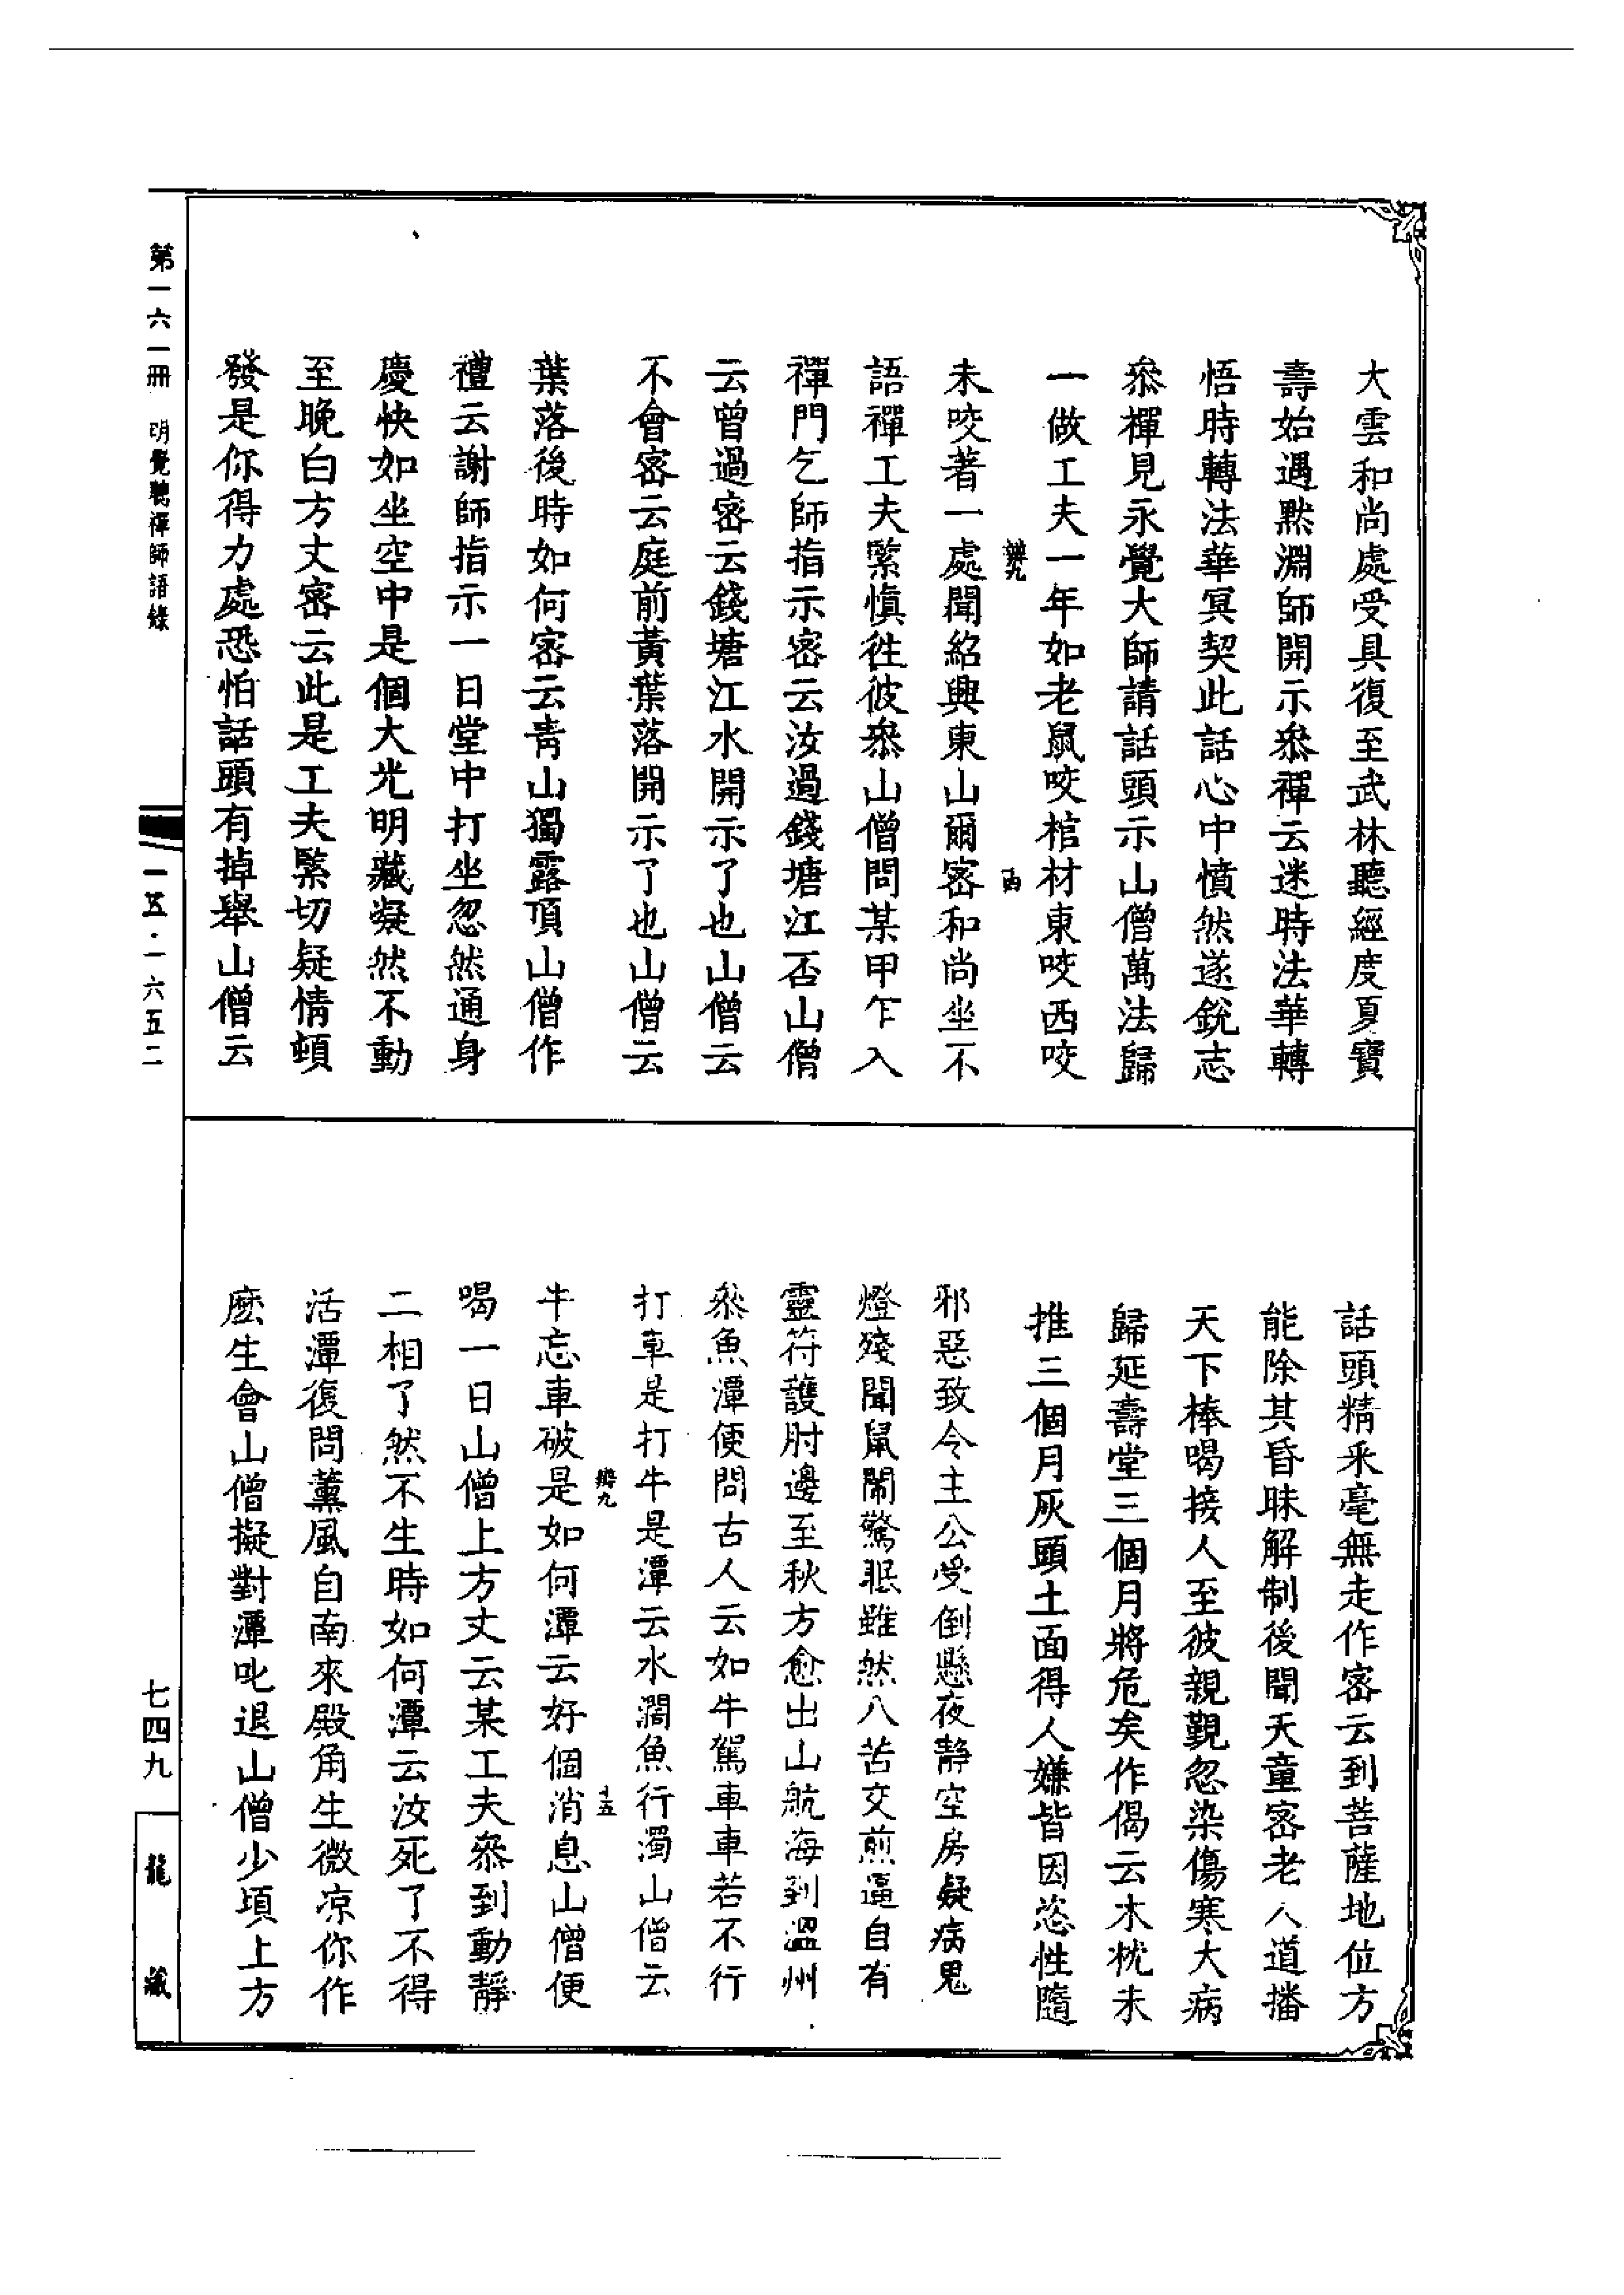 大雲和尚處受具復至武林聽經度夏寶
壽始遇默淵師開示叅禪云迷時法華轉
悟時轉法華冥契此話心中憤然遂銳志
叅禪見永覺大師請話頭示山僧萬法歸
一做工夫一年如老鼠咬棺材東咬西咬
辦九
未咬著一處聞紹興東山爾密和尚坐不
語禪工夫緊慎徃彼叅山僧問某甲乍入
禪門乞師指示密云汝過錢塘江否山僧
云曾過密云錢塘江水開示了也山僧云
不會密云庭前黃葉落開示了也山僧云
葉落後時如何密云青山獨露頂山僧作
禮云謝師指示一日堂中打坐忽然通身
慶快如坐空中是個大光明藏凝然不動
至晚白方丈密云此是工夫緊切疑情頓
發是你得力處恐怕話頭有掉舉山僧云
話頭精釆毫無走作密云到菩薩地位方
能除其昏昧解制後聞天童密老人道播
天下棒喝接人至彼親覲忽染傷寒大病
歸延壽堂三個月將危矣作偈云木枕未
推三個月灰頭土面得人嫌皆因恣性隨
邪惡致令主公受倒懸夜靜空房疑病鬼
燈殘聞鼠鬧驚眠雖然八苦交煎逼自有
靈符護肘邊至秋方愈出山航海到溫州
叅魚潭便問古人云如牛駕車車若不行
打車是打牛是潭云水濶魚行濁山僧云
辦九
十五
牛忘車破是如何潭云好個消息山僧便
喝一日山僧上方丈云某工夫叅到動靜
二相了然不生時如何潭云汝死了不得
活潭復問薰風自南來殿角生微凉你作
麽生會山僧擬對潭叱退山僧少頃上方
第一六一冊 明覺聰禪師語錄
一五·一六五二
七四九
龍藏